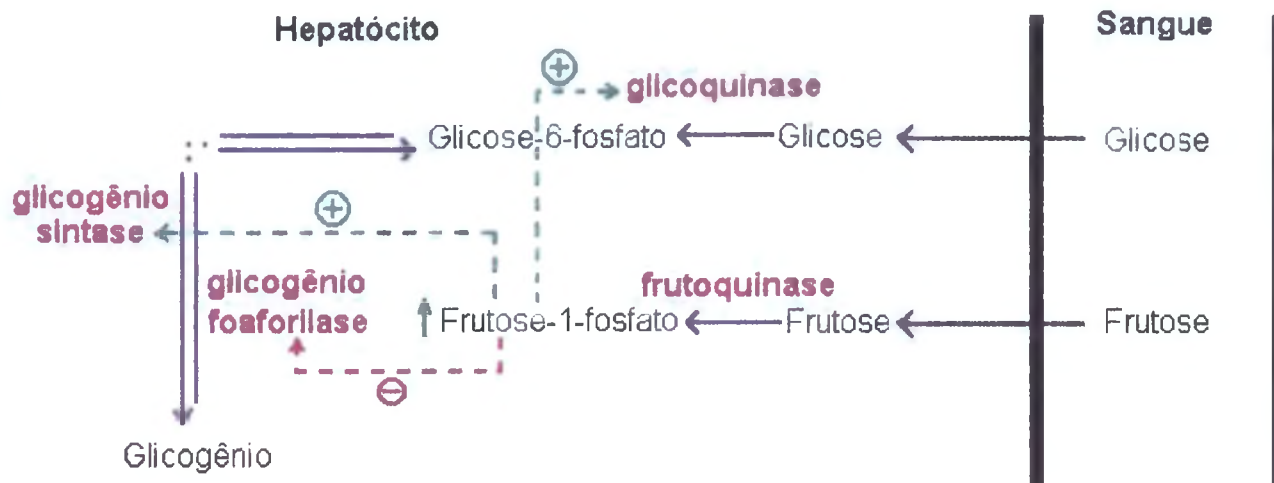 Hepatócito
Sangue
+
glicoquinase
Glicose-6-fosfato
Glicose
Glicose
glicogênio
sintase
+
glicogênio
foaforilase
frutoquinase
Frutose-1-fosfato
Frutose
Frutose
Glicogênio